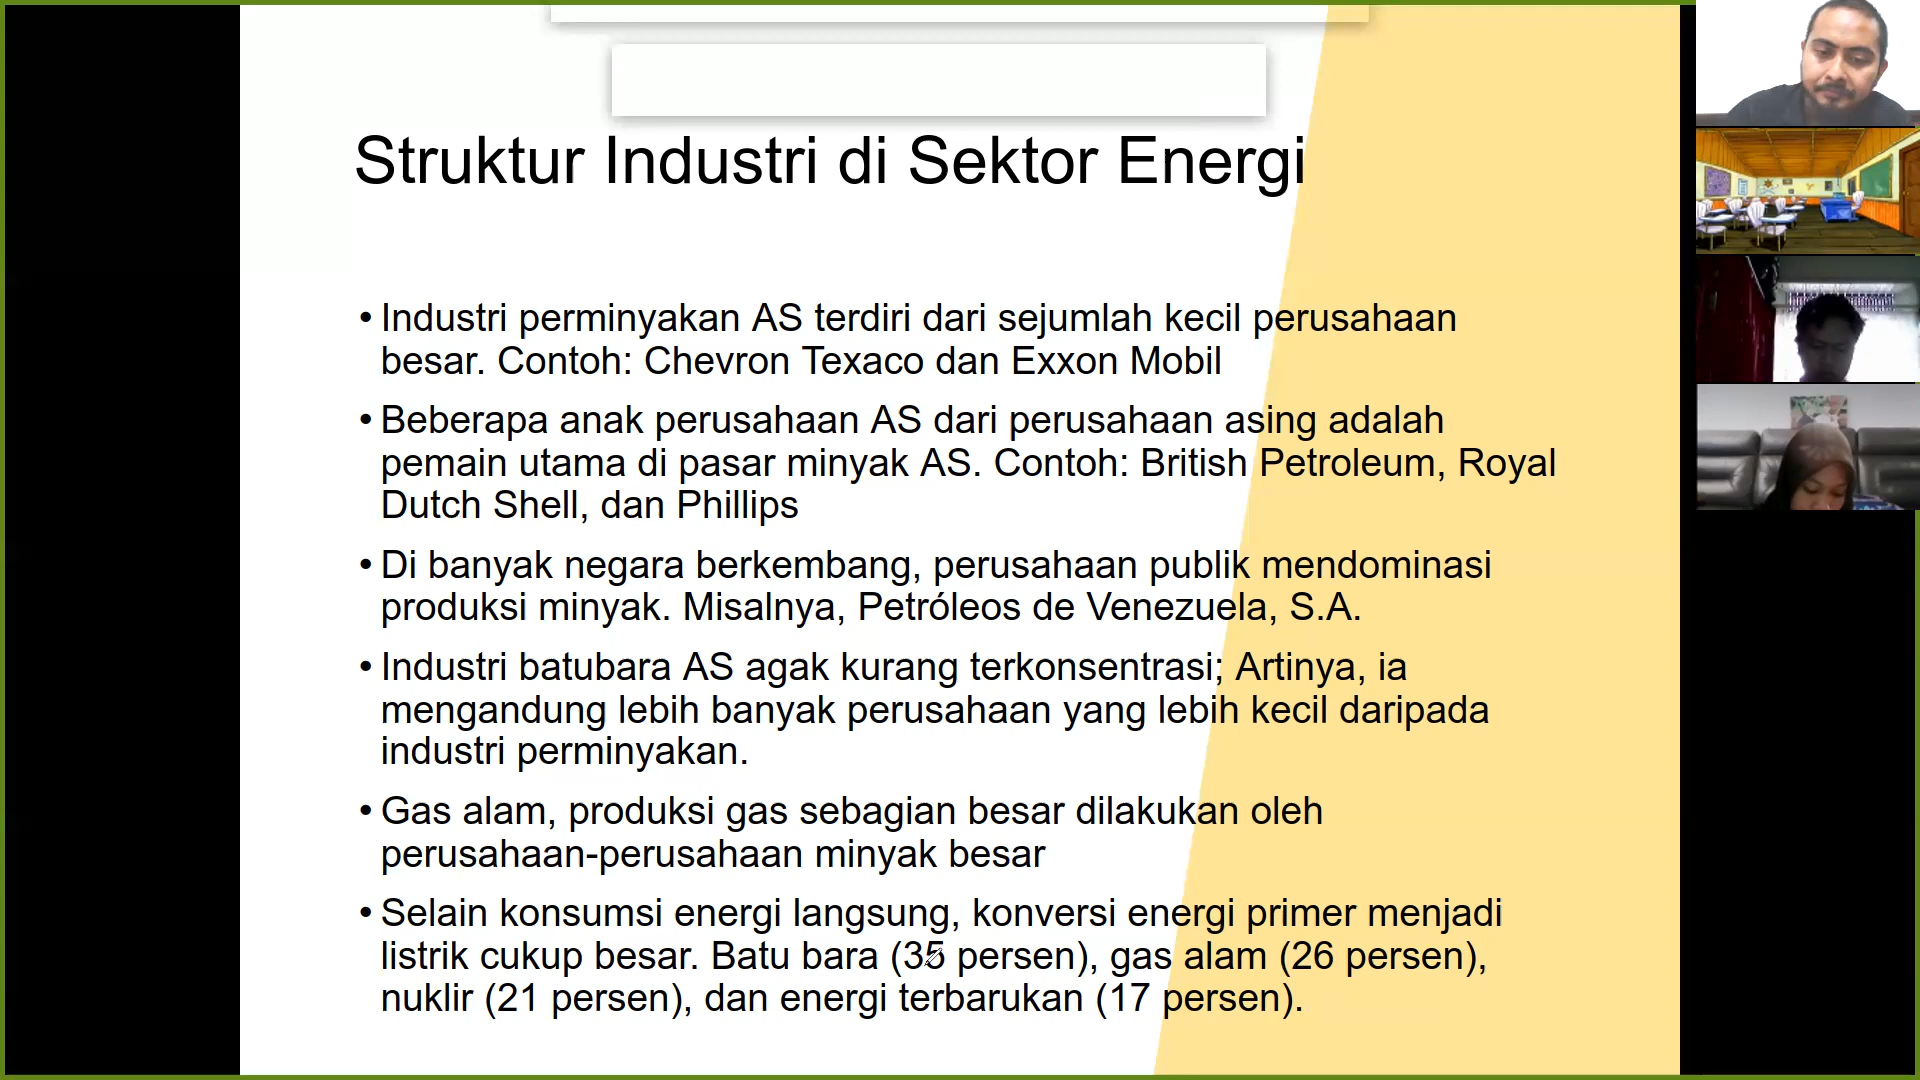 Struktur Industri di Sektor Energi
• Industri perminyakan AS terdiri dari sejumlah kecil perusahaan
besar. Contoh: Chevron Texaco dan Exxon Mobil
• Beberapa anak perusahaan AS dari perusahaan asing adalah
pemain utama di pasar minyak AS. Contoh: British Petroleum, Royal
Dutch Shell, dan Phillips
• Di banyak negara berkembang, perusahaan publik mendominasi
produksi minyak. Misalnya, Petróleos de Venezuela, S.A.
• Industri batubara AS agak kurang terkonsentrasi; Artinya, ia
mengandung lebih banyak perusahaan yang lebih kecil daripada
industri perminyakan.
• Gas alam, produksi gas sebagian besar dilakukan oleh
perusahaan-perusahaan minyak besar
• Selain konsumsi energi langsung, konversi energi primer menjadi
listrik cukup besar. Batu bara (35 persen), gas alam (26 persen),
nuklir (21 persen), dan energi terbarukan (17 persen).